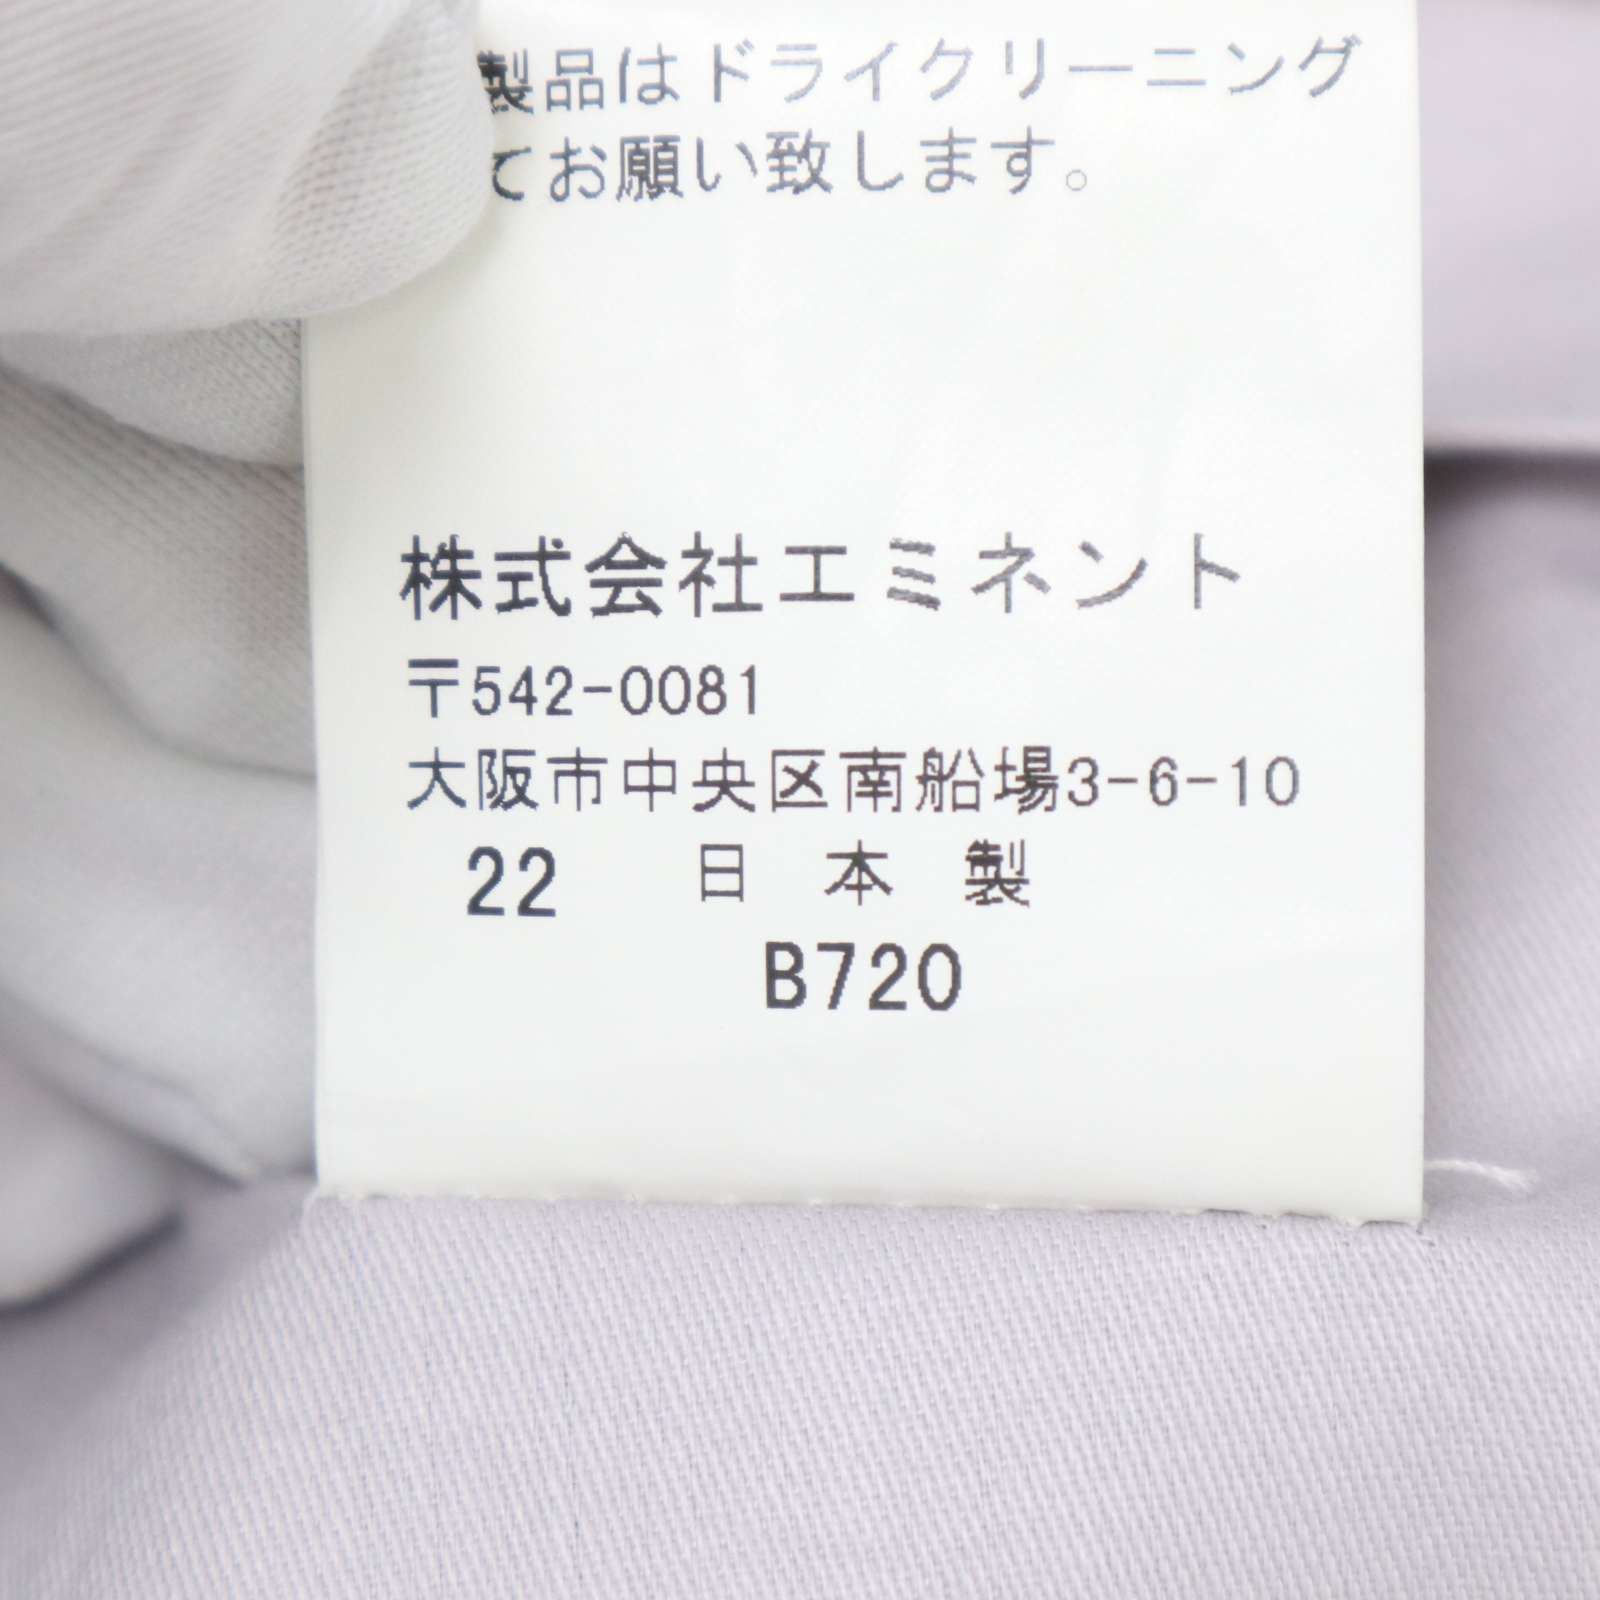 製品はドライクリーニング
てお願い致します。
株式会社エミネント
〒542-0081
大阪市中央区南船場3-6-10
22 日本製
B720